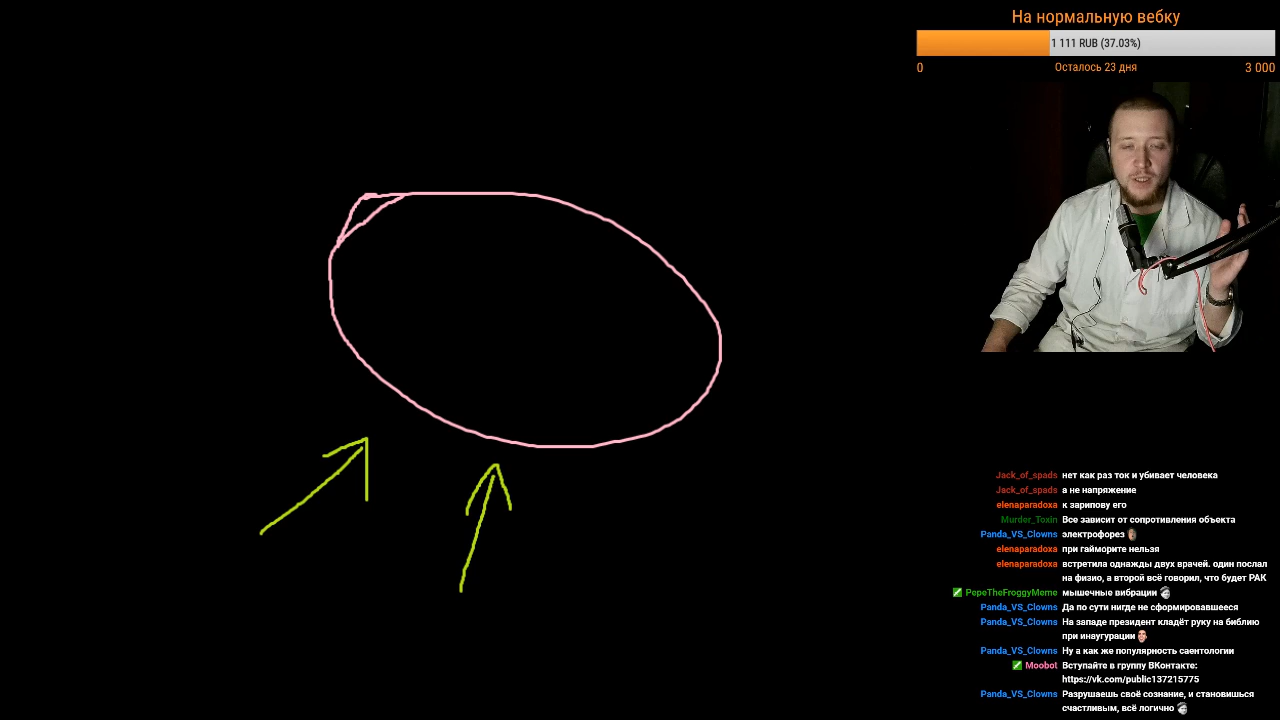 На нормальную вебку
1 111 RUB (37.03%)
0 Осталось 23 дня 3 000
Jack_of_spads нет как раз ток и убивает человека
Jack_of_spads а не напряжение
elenaparadoxa к зарипову его
Murder_Toxin Все зависит от сопротивления объекта
Panda_VS_Clowns электрофорез
elenaparadoxa при гайморите нельзя
elenaparadoxa встретила однажды двух врачей. один послал
на физио, а второй всё говорил, что будет РАК
PepeTheFroggyMeme мышечные вибрации
Panda_VS_Clowns Да по сути нигде не сформировавшееся
Panda_VS_Clowns На западе президент кладёт руку на библию
при инаугурации
Panda_VS_Clowns Ну а как же популярность саентологии
Moobot Вступайте в группу ВКонтакте:
https://vk.com/public137215775
Panda_VS_Clowns Разрушаешь своё сознание, и становишься
счастливым, всё логично